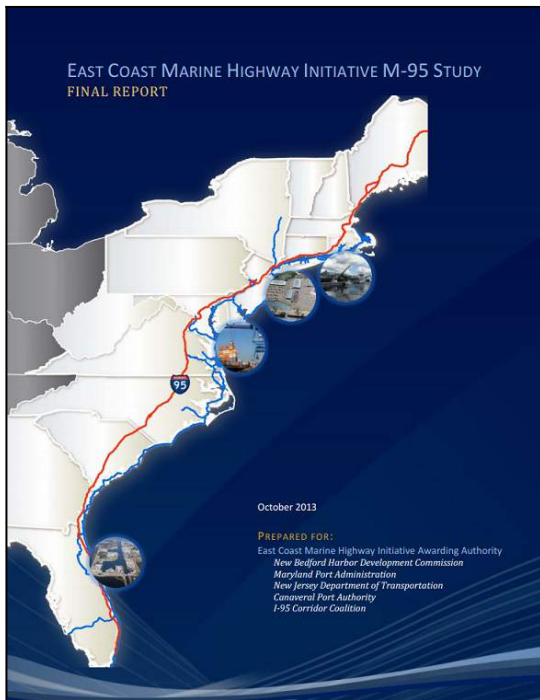 EAST COAST MARINE HIGHWAY INITIATIVE M-95 STUDY
FINAL REPORT
95
October 2013
PREPARED FOR:
East Coast Marine Highway Initiative Awarding Authority
New Bedford Harbor Development Commission
Maryland Port Administration
New Jersey Department of Transportation
Canaveral Port Authority
I-95 Corridor Coalition